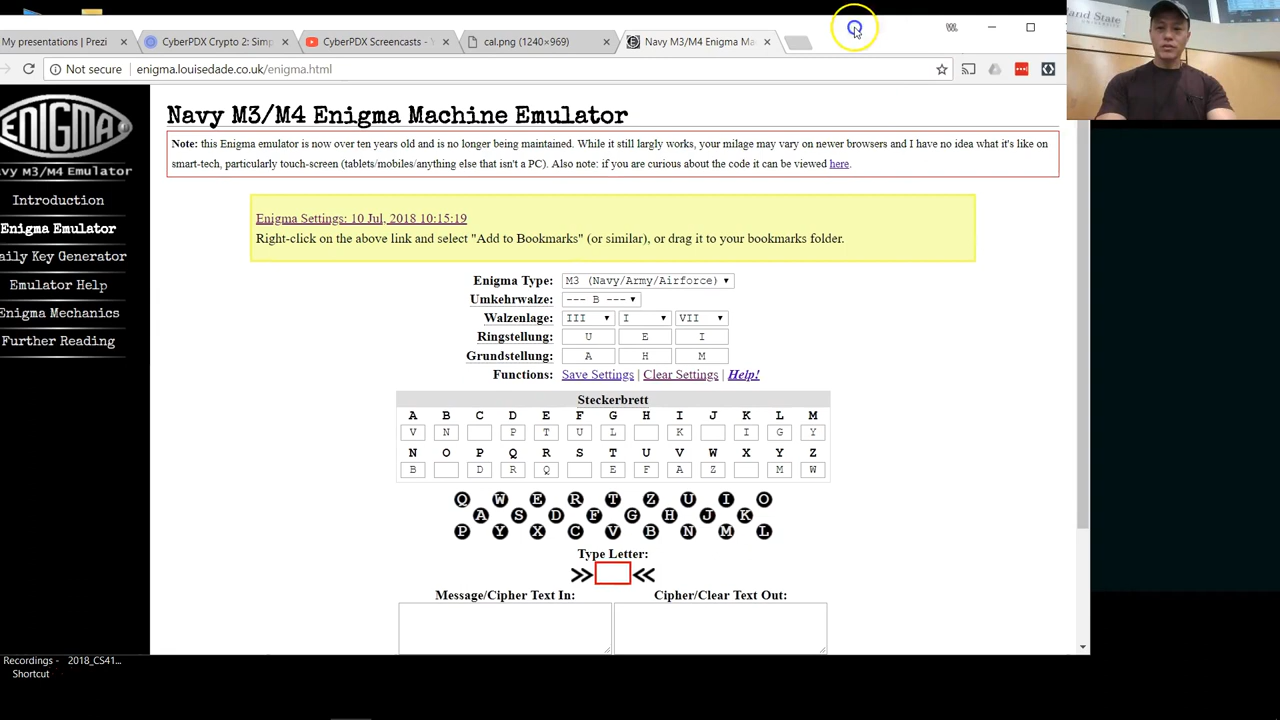 My presentations | Prezi × CyberPDX Crypto 2: Simp × CyberPDX Screencasts - Y × cal.png (1240×969) × Navy M3/M4 Enigma Ma × W.
Not secure | enigma.louisedade.co.uk/enigma.html
land State
ENIGMA
avy M3/M4 Emulator
Introduction
Enigma Emulator
aily Key Generator
Emulator Help
Enigma Mechanics
Further Reading
Navy M3/M4 Enigma Machine Emulator
Note: this Enigma emulator is now over ten years old and is no longer being maintained. While it still largely works, your milage may vary on newer browsers and I have no idea what it's like on
smart-tech, particularly touch-screen (tablets/mobiles/anything else that isn't a PC). Also note: if you are curious about the code it can be viewed here.
Enigma Settings: 10 Jul, 2018 10:15:19
Right-click on the above link and select "Add to Bookmarks" (or similar), or drag it to your bookmarks folder.
Enigma Type: M3 (Navy/Army/Airforce)
Umkehrwalze: --- B ---
Walzenlage: III I VII
Ringstellung: U E I
Grundstellung: A H M
Functions: Save Settings | Clear Settings | Help!
Steckerbrett
A B C D E F G H I J K L M
V N P T U L K I G Y
N O P Q R S T U V W X Y Z
B D R Q E F A Z M W
Q W E R T Z U I O
A S D F G H J K
P Y X C V B N M L
Type Letter:
>> <<
Message/Cipher Text In: Cipher/Clear Text Out:
Recordings - 2018_CS41...
Shortcut